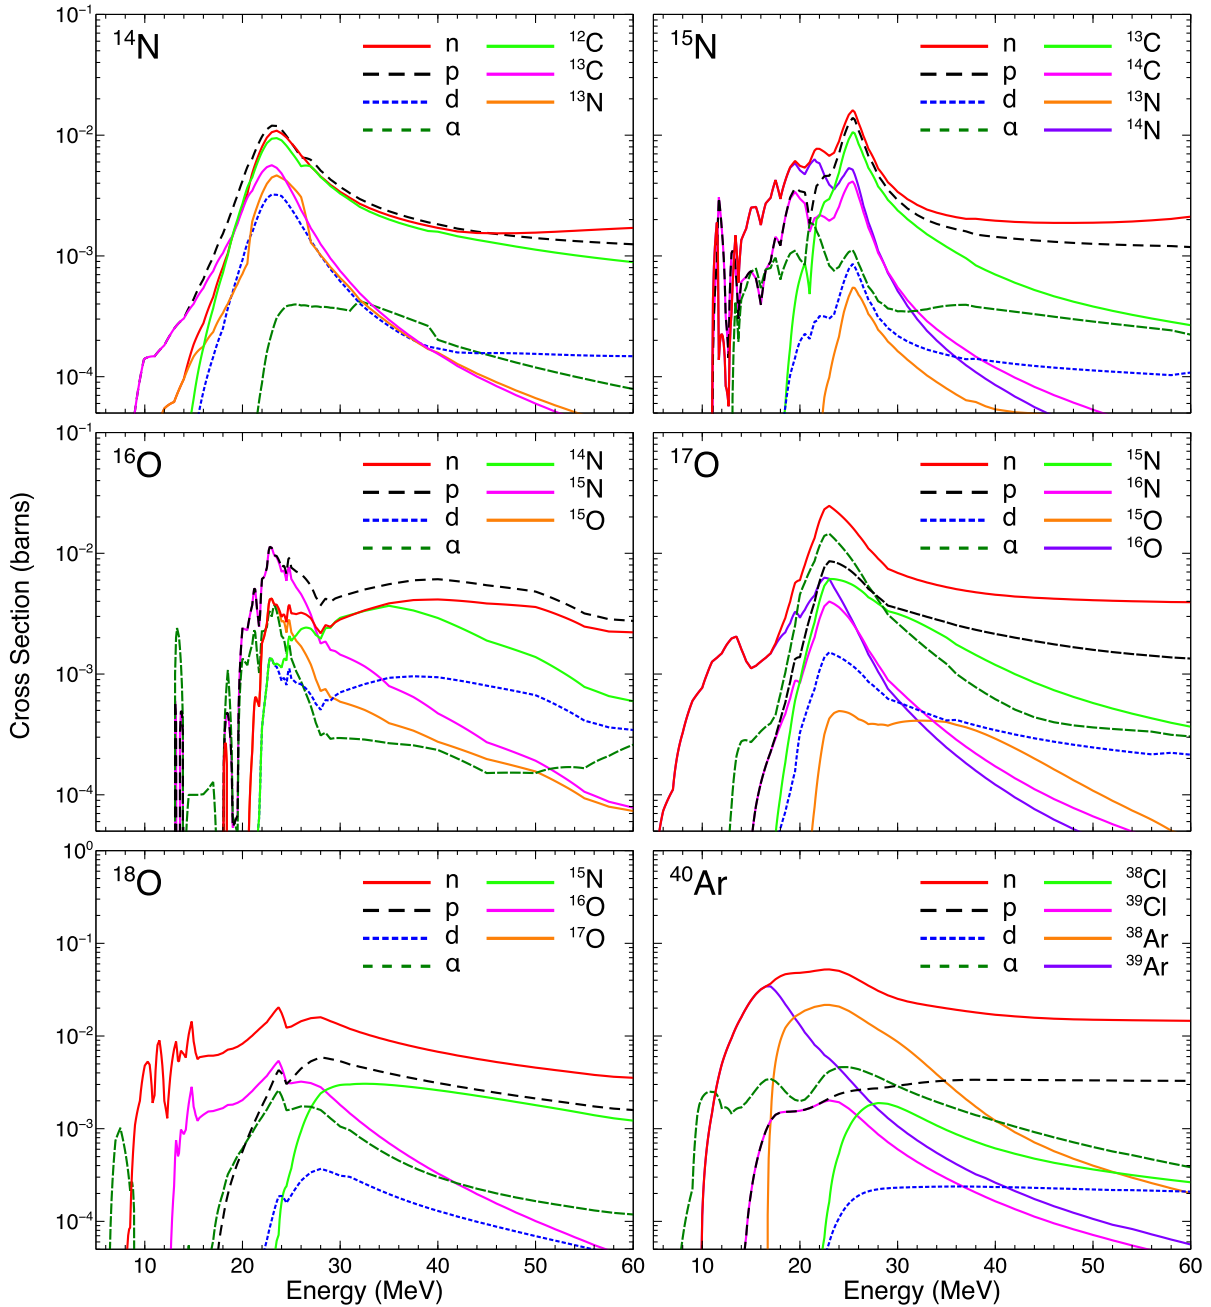 Cross Section (barns)
10⁻¹
10⁻²
10⁻³
10⁻⁴
¹⁴N
n ¹²C
p ¹³C
d ¹³N
α
¹⁵N
n ¹³C
p ¹⁴C
d ¹³N
α ¹⁴N
10⁻¹
10⁻²
10⁻³
10⁻⁴
¹⁶O
n ¹⁴N
p ¹⁵N
d ¹⁵O
α
¹⁷O
n ¹⁵N
p ¹⁶N
d ¹⁵O
α ¹⁶O
10⁰
10⁻¹
10⁻²
10⁻³
10⁻⁴
¹⁸O
n ¹⁵N
p ¹⁶O
d ¹⁷O
α
⁴⁰Ar
n ³⁸Cl
p ³⁹Cl
d ³⁸Ar
α ³⁹Ar
10 20 30 40 50 60 10 20 30 40 50 60
Energy (MeV) Energy (MeV)